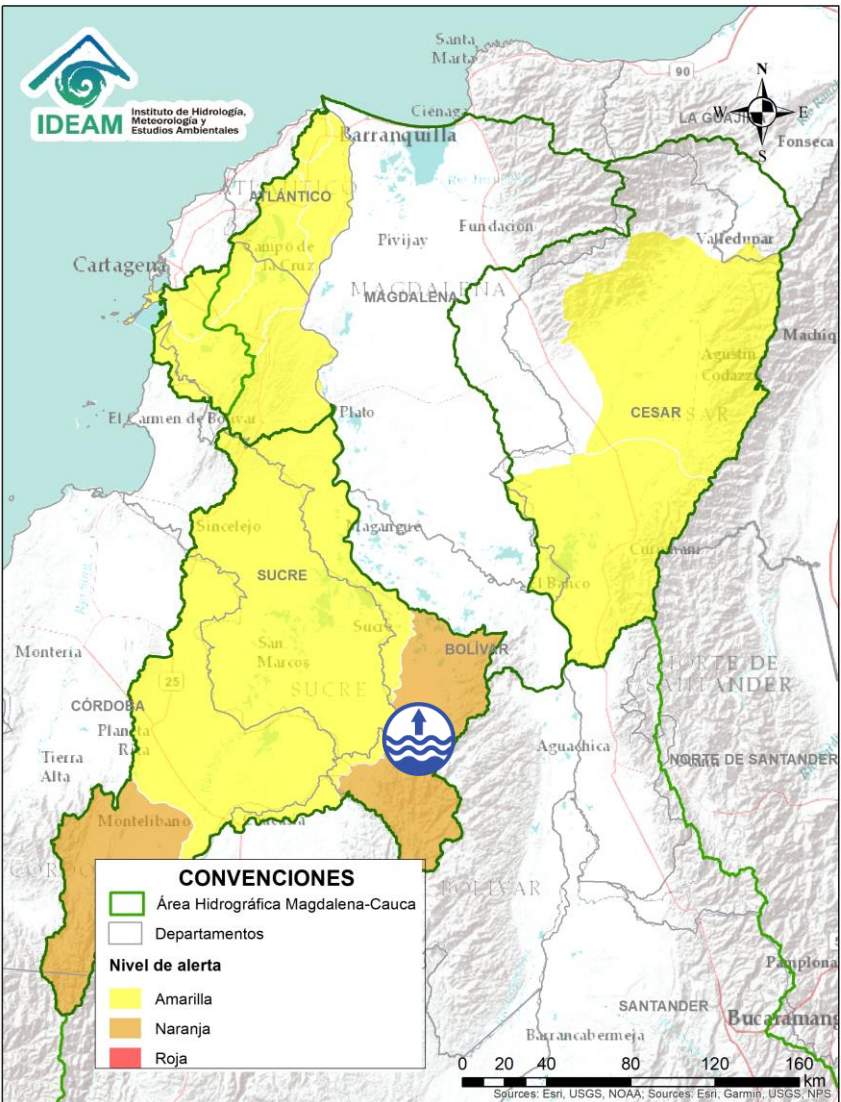 IDEAM
Instituto de Hidrología,
Meteorología y
Estudios Ambientales
Santa
Marta
90
N
W
E
S
Ciénaga
LA GUAJIRA
Fonseca
Barranquilla
ATLÁNTICO
ATLÁNTICO
Campo de
la Cruz
Pivijay
Fundación
Valledupar
Cartagena
MAGDALENA
MAGDALENA
Agustín
Codazzi
CESAR
CESAR
El Carmen de Bolívar
Plato
Sincelejo
Magangue
El Banco
SUCRE
Sucre
San
Marcos
SUCRE
BOLÍVAR
Montería
25
NORTE DE
SANTANDER
CÓRDOBA
Planeta
Rica
Tierra
Alta
Aguachica
NORTE DE SANTANDER
Montelíbano
BOLÍVAR
CONVENCIONES
Área Hidrográfica Magdalena-Cauca
Departamentos
Nivel de alerta
Amarilla
Naranja
Roja
Pamplona
SANTANDER
Bucaramang
Barrancabermeja
0 20 40 80 120 160
km
Sources: Esri, USGS, NOAA; Sources: Esri, Garmin, USGS, NPS